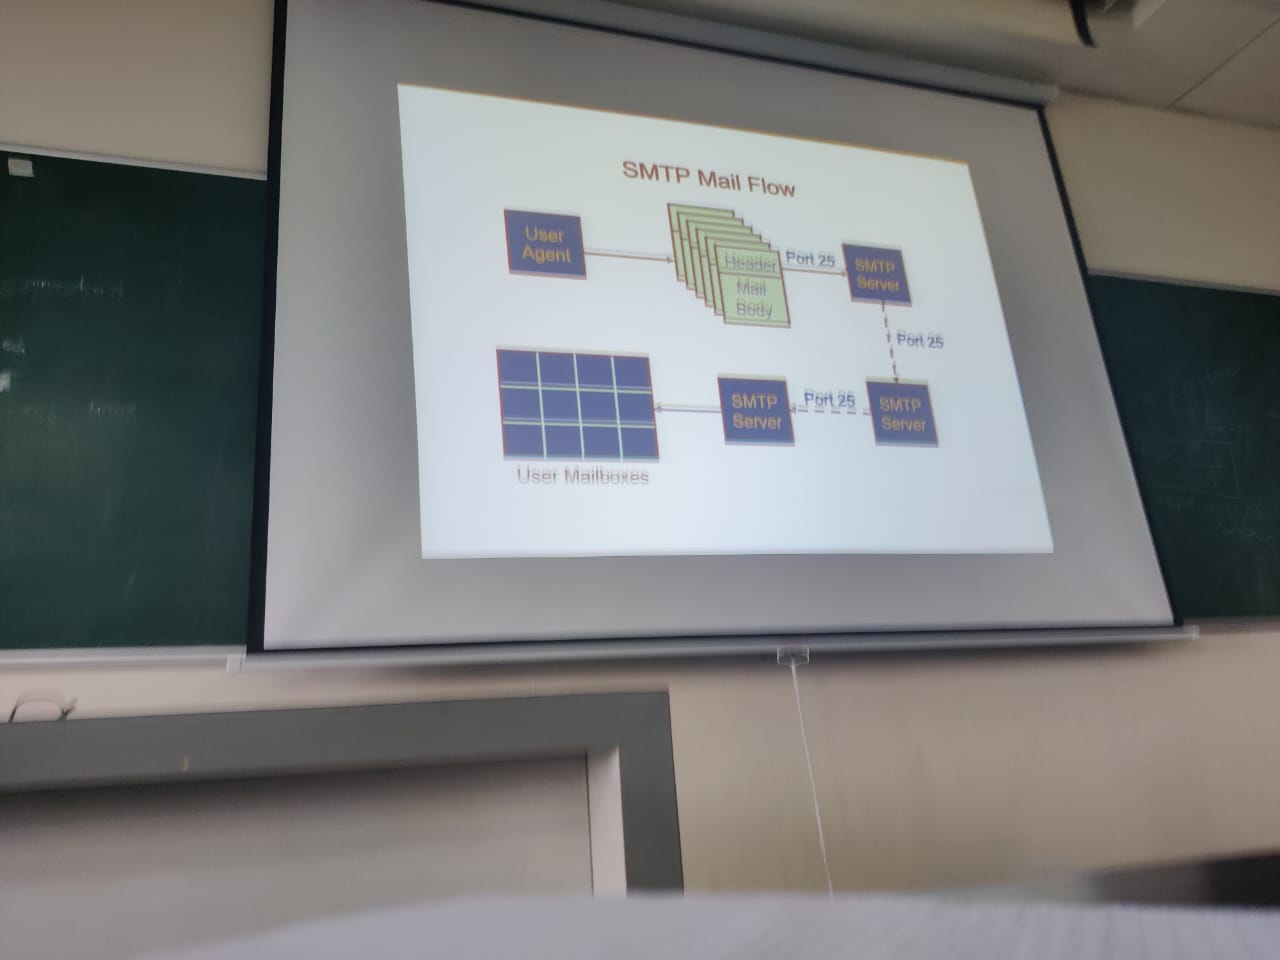 SMTP Mail Flow
User
Agent
Header
Mail
Body
Port 25
SMTP
Server
Port 25
SMTP
Server
Port 25
SMTP
Server
User Mailboxes